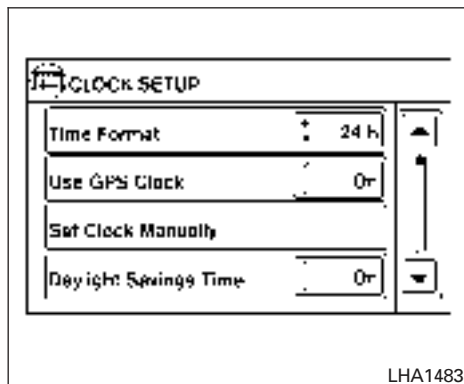 CLOCK SETUP
Time Format 24 h
Use GPS Clock On
Set Clock Manually
Daylight Savings Time On
LHA1483